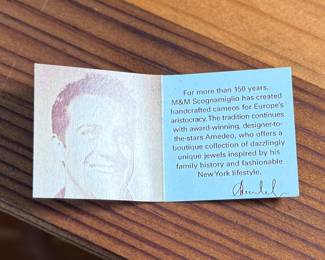 For more than 150 years,
M&M Scognamiglio has created
handcrafted cameos for Europe's
aristocracy. The tradition continues
with award-winning, designer-to-
the-stars Amedeo, who offers a
boutique collection of dazzlingly
unique jewels inspired by his
family history and fashionable
New York lifestyle.